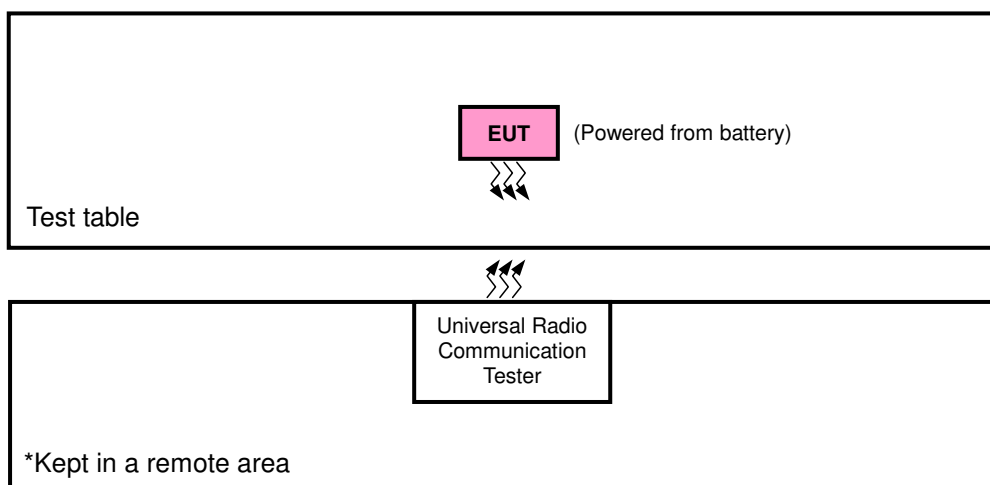 EUT
(Powered from battery)
Test table
Universal Radio
Communication
Tester
*Kept in a remote area